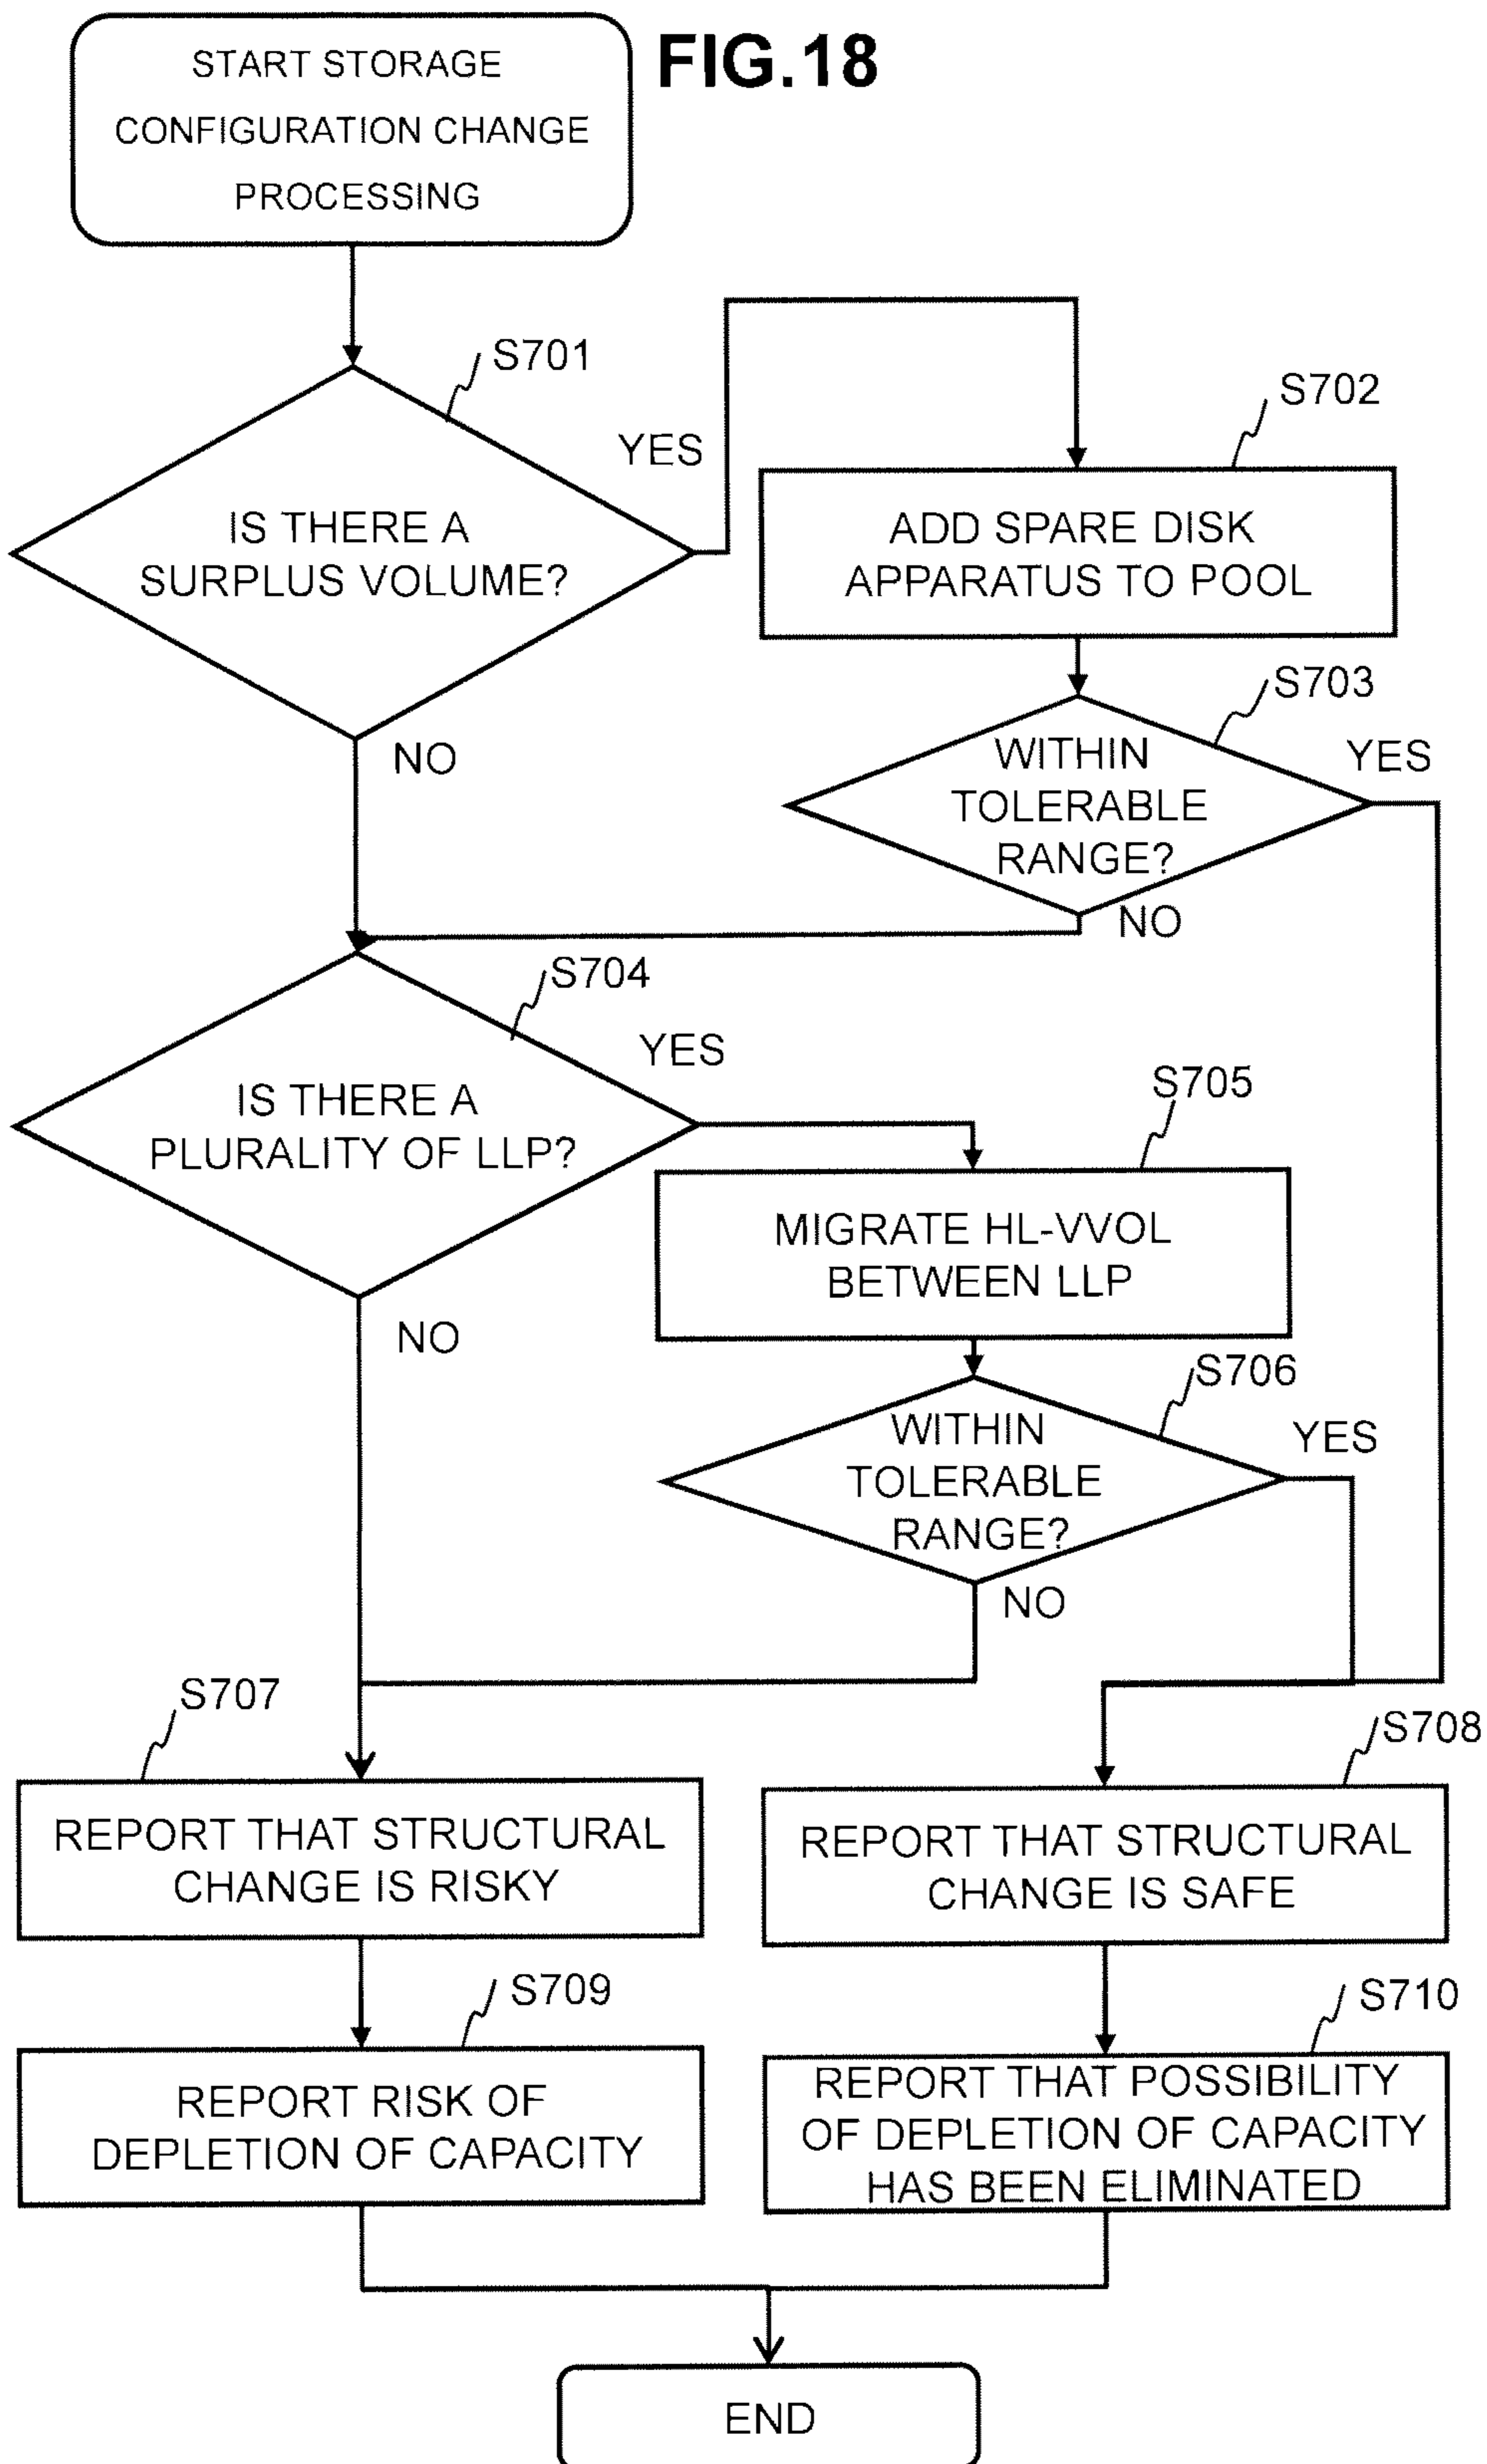 FIG.18
START STORAGE
CONFIGURATION CHANGE
PROCESSING
S701
IS THERE A
SURPLUS VOLUME?
YES
NO
S702
ADD SPARE DISK
APPARATUS TO POOL
S703
WITHIN
TOLERABLE
RANGE?
YES
NO
S704
IS THERE A
PLURALITY OF LLP?
YES
NO
S705
MIGRATE HL-VVOL
BETWEEN LLP
S706
WITHIN
TOLERABLE
RANGE?
YES
NO
S707
REPORT THAT STRUCTURAL
CHANGE IS RISKY
S708
REPORT THAT STRUCTURAL
CHANGE IS SAFE
S709
REPORT RISK OF
DEPLETION OF CAPACITY
S710
REPORT THAT POSSIBILITY
OF DEPLETION OF CAPACITY
HAS BEEN ELIMINATED
END